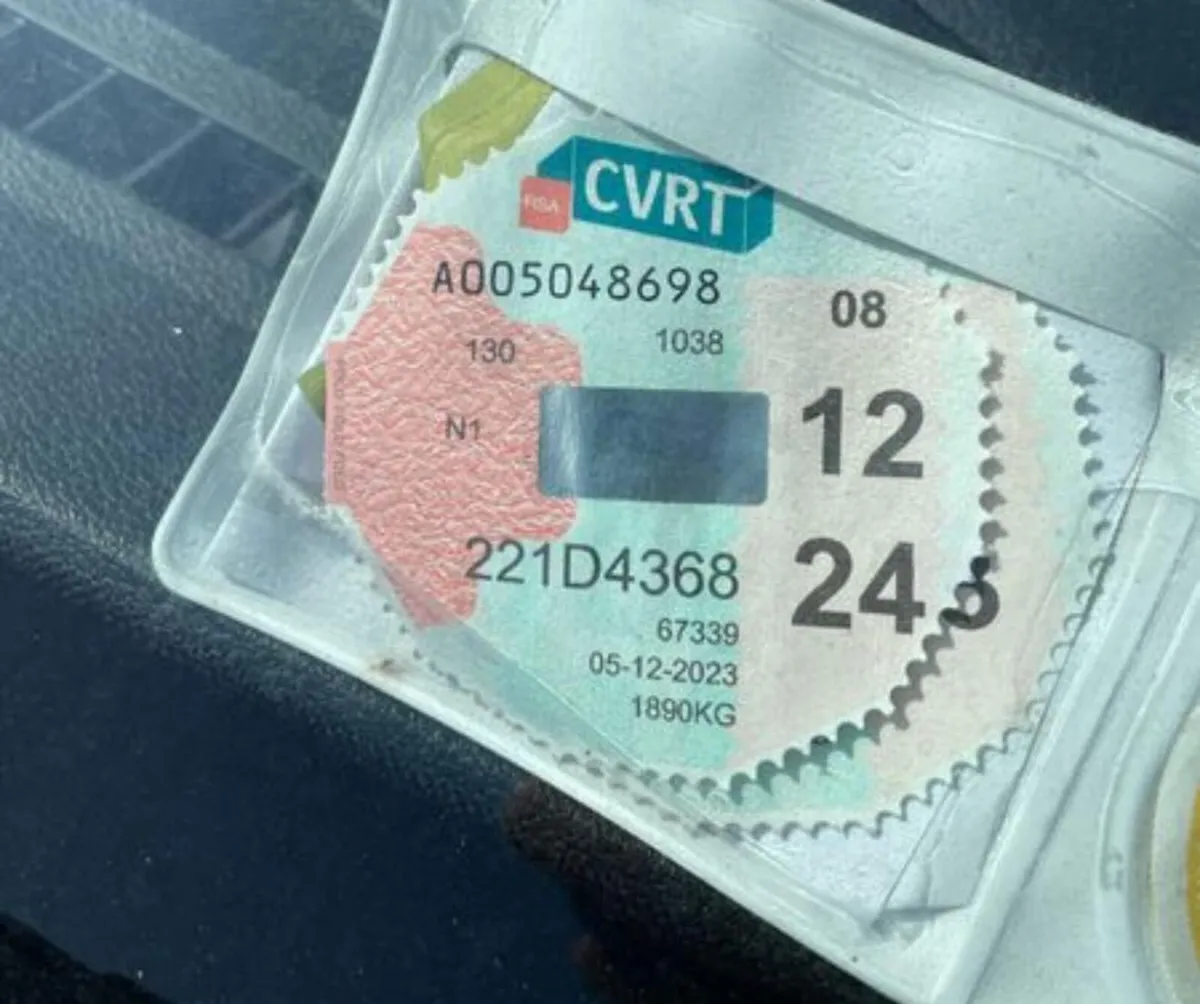 CVRT
RSA
A005048698
08
130
1038
12
N1
221D4368
24
67339
05-12-2023
1890KG